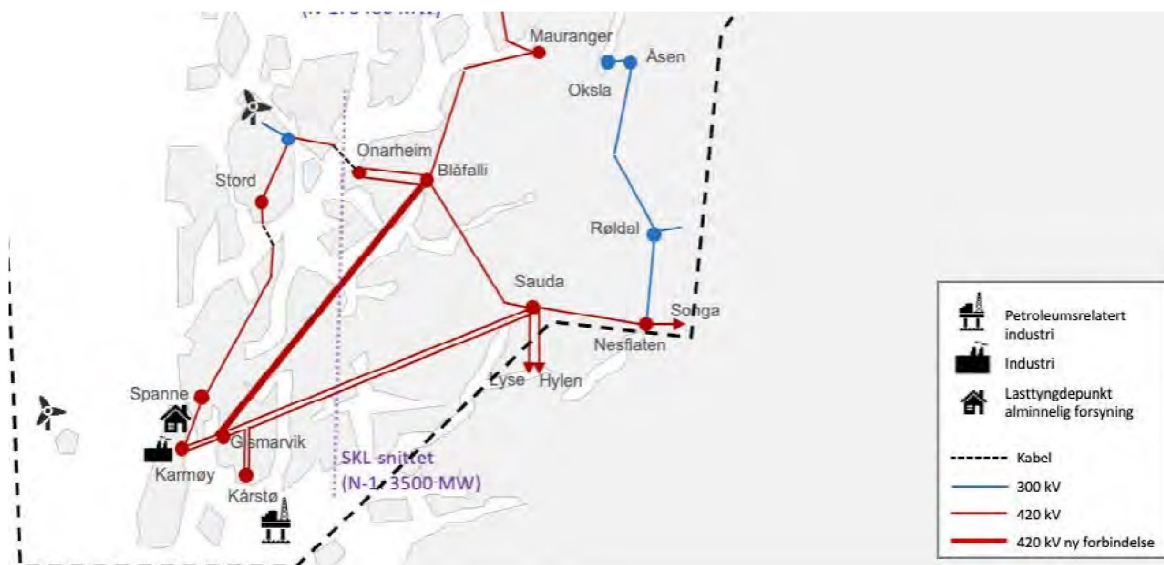 Mauranger
Åsen
Oksla
Onarheim
Blåfalli
Stord
Røldal
Sauda
Songa
Nesflaten
Lyse
Hylen
Spanne
Gismarvik
Karmøy
SKL snittet
(N-1: 3500 MW)
Kårstø
Petroleumsrelatert
industri
Industri
Lasttyngdepunkt
alminnelig forsyning
Kabel
300 kV
420 kV
420 kV ny forbindelse